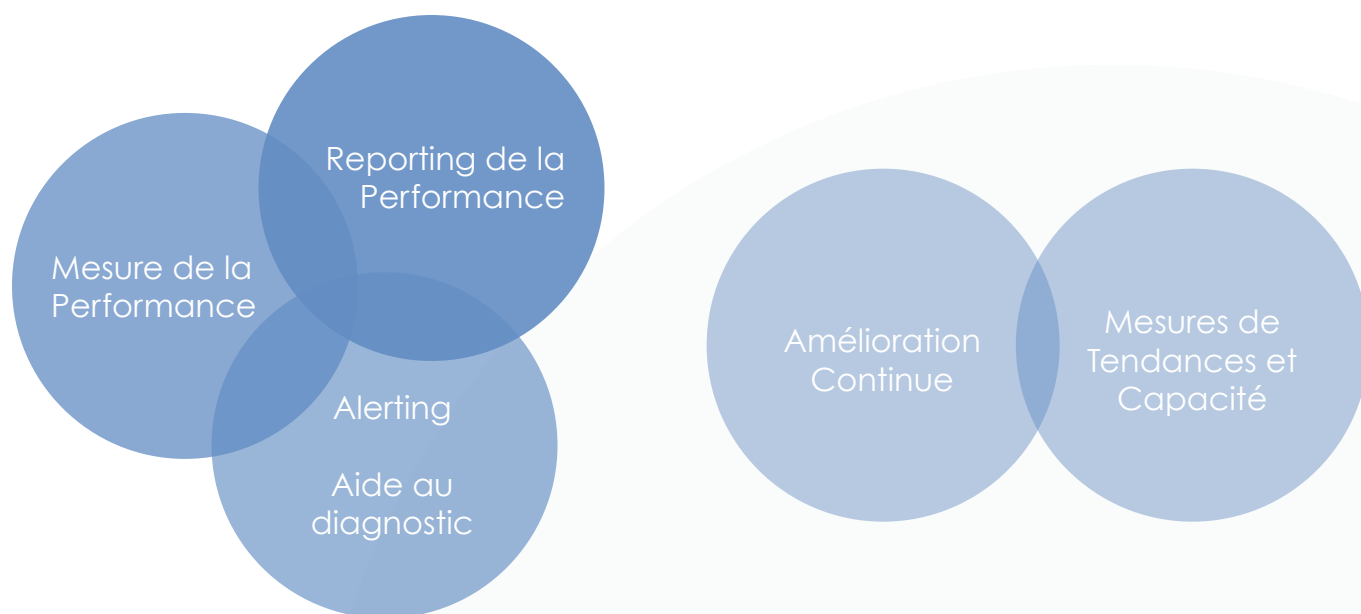 Reporting de la
Performance
Mesure de la
Performance
Alerting
Aide au
diagnostic
Amélioration
Continue
Mesures de
Tendances et
Capacité